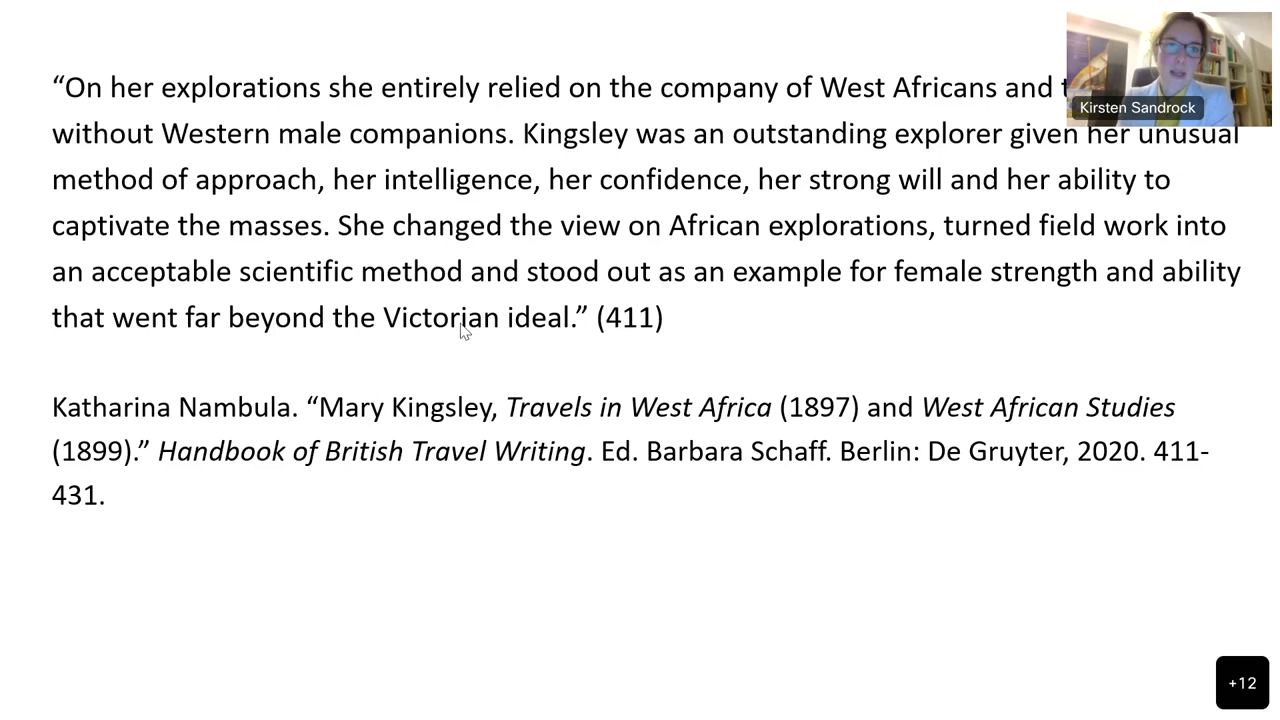 “On her explorations she entirely relied on the company of West Africans and
without Western male companions. Kingsley was an outstanding explorer given her unusual
method of approach, her intelligence, her confidence, her strong will and her ability to
captivate the masses. She changed the view on African explorations, turned field work into
an acceptable scientific method and stood out as an example for female strength and ability
that went far beyond the Victorian ideal.” (411)
Katharina Nambula. “Mary Kingsley, Travels in West Africa (1897) and West African Studies
(1899).” Handbook of British Travel Writing. Ed. Barbara Schaff. Berlin: De Gruyter, 2020. 411-
431.
Kirsten Sandrock
+12